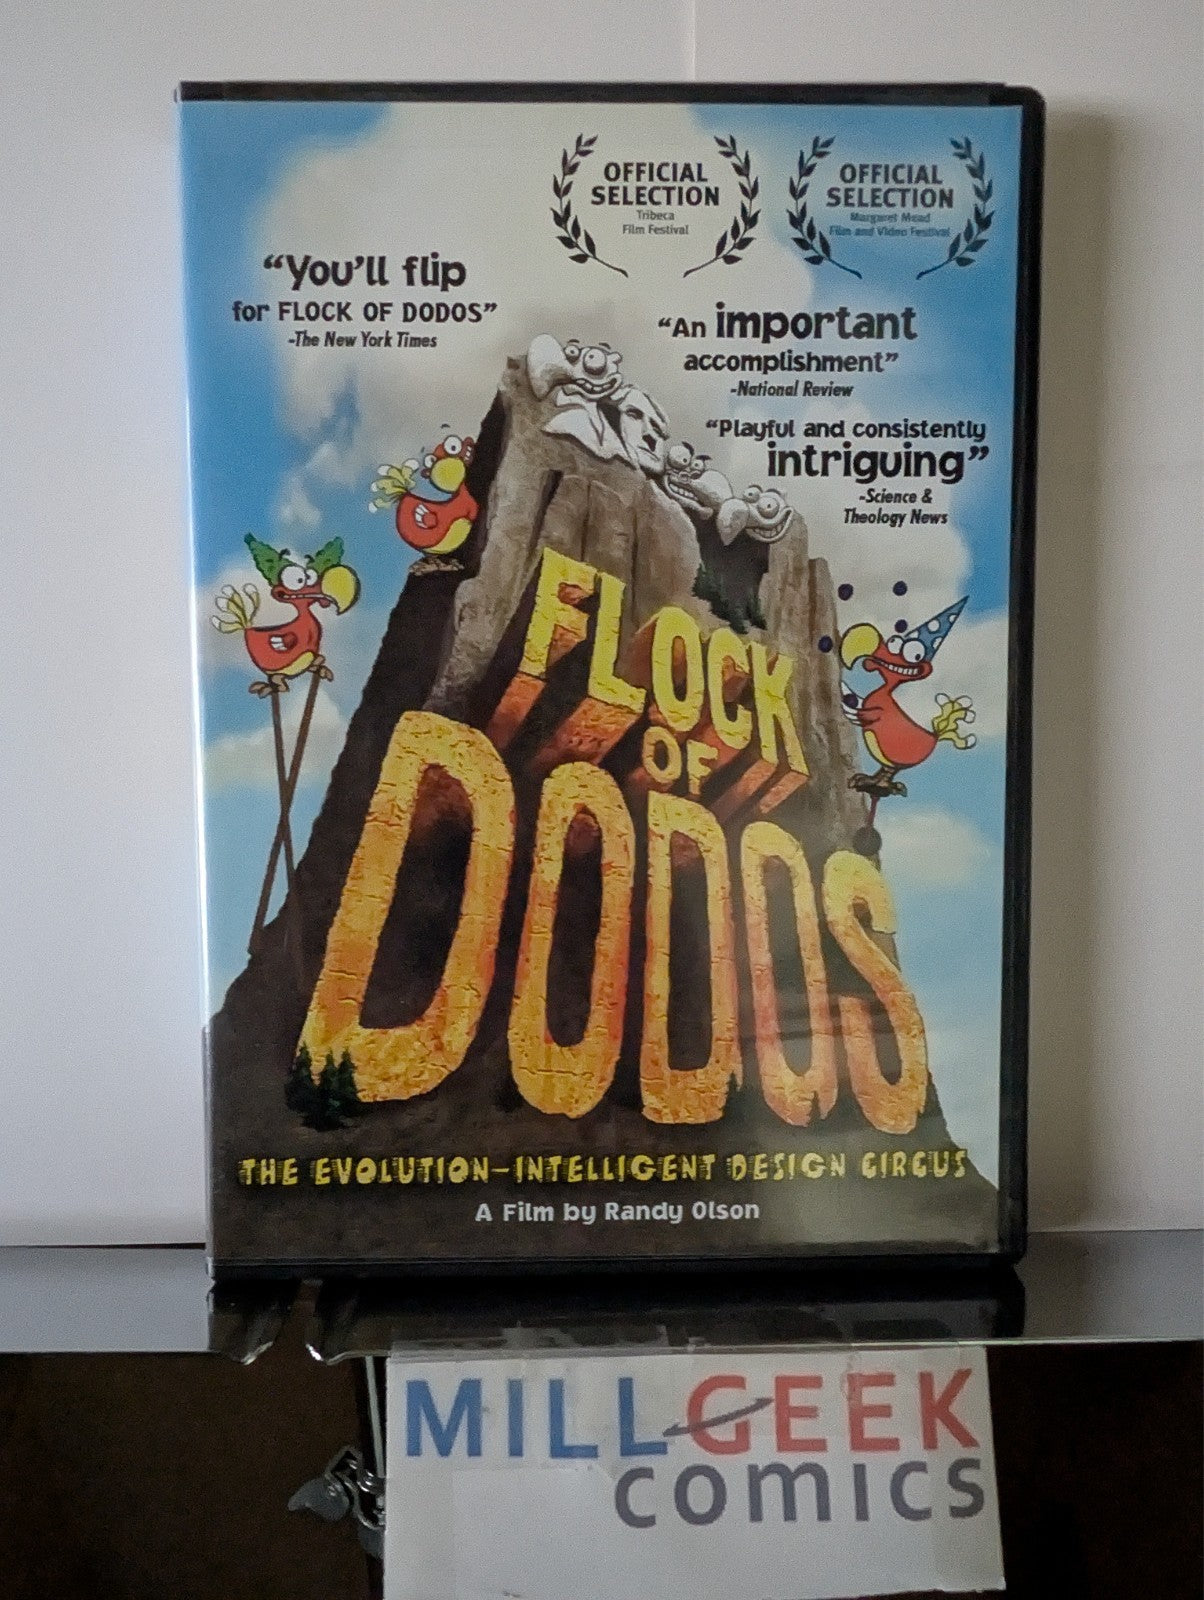 OFFICIAL
SELECTION
Tribeca
Film Festival
OFFICIAL
SELECTION
Margaret Mead
Film and Video Festival
“You’ll flip
for FLOCK OF DODOS”
-The New York Times
“An important
accomplishment”
-National Review
“Playful and consistently
intriguing”
-Science &
Theology News
FLOCK
OF
DODOS
THE EVOLUTION-INTELLIGENT DESIGN CIRCUS
A Film by Randy Olson
MILLGEEK
COMICS